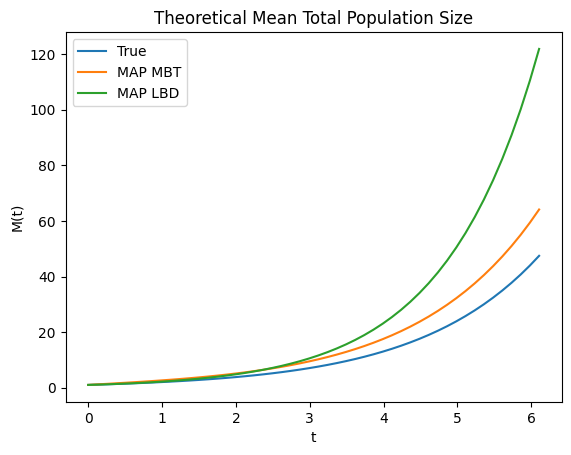 Theoretical Mean Total Population Size
True
MAP MBT
MAP LBD
M(t)
120
100
80
60
40
20
0
0 1 2 3 4 5 6
t